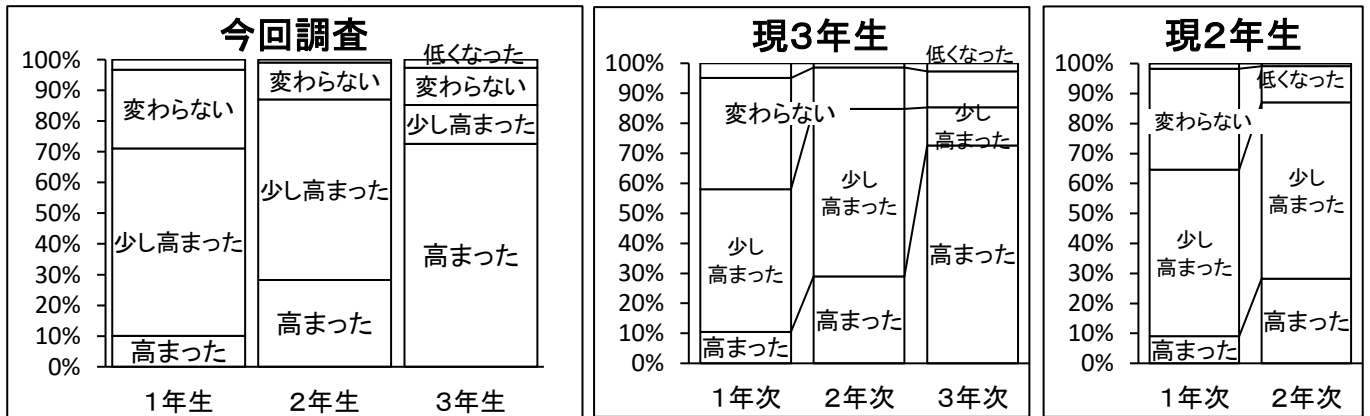 今回調査
100%
90%
80%
70%
60%
50%
40%
30%
20%
10%
0%
変わらない
少し高まった
高まった
変わらない
少し高まった
高まった
低くなった
変わらない
少し高まった
高まった
1年生
2年生
3年生
現3年生
100%
90%
80%
70%
60%
50%
40%
30%
20%
10%
0%
変わらない
少し
高まった
高まった
少し
高まった
高まった
低くなった
少し
高まった
高まった
1年次
2年次
3年次
現2年生
100%
90%
80%
70%
60%
50%
40%
30%
20%
10%
0%
変わらない
少し
高まった
高まった
低くなった
少し
高まった
高まった
1年次
2年次